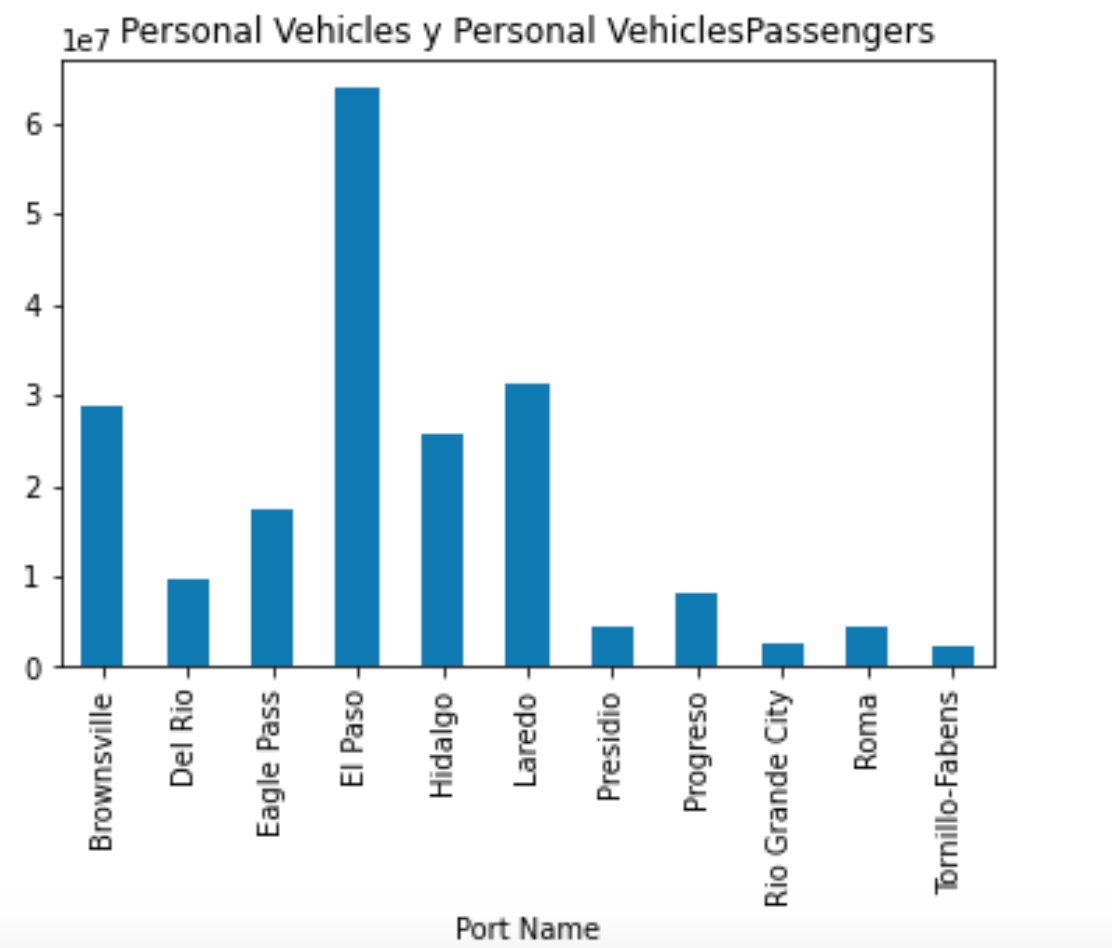 1e7 Personal Vehicles y Personal VehiclesPassengers
6
5
4
3
2
1
0
Brownsville
Del Rio
Eagle Pass
El Paso
Hidalgo
Laredo
Presidio
Progreso
Rio Grande City
Roma
Tornillo-Fabens
Port Name